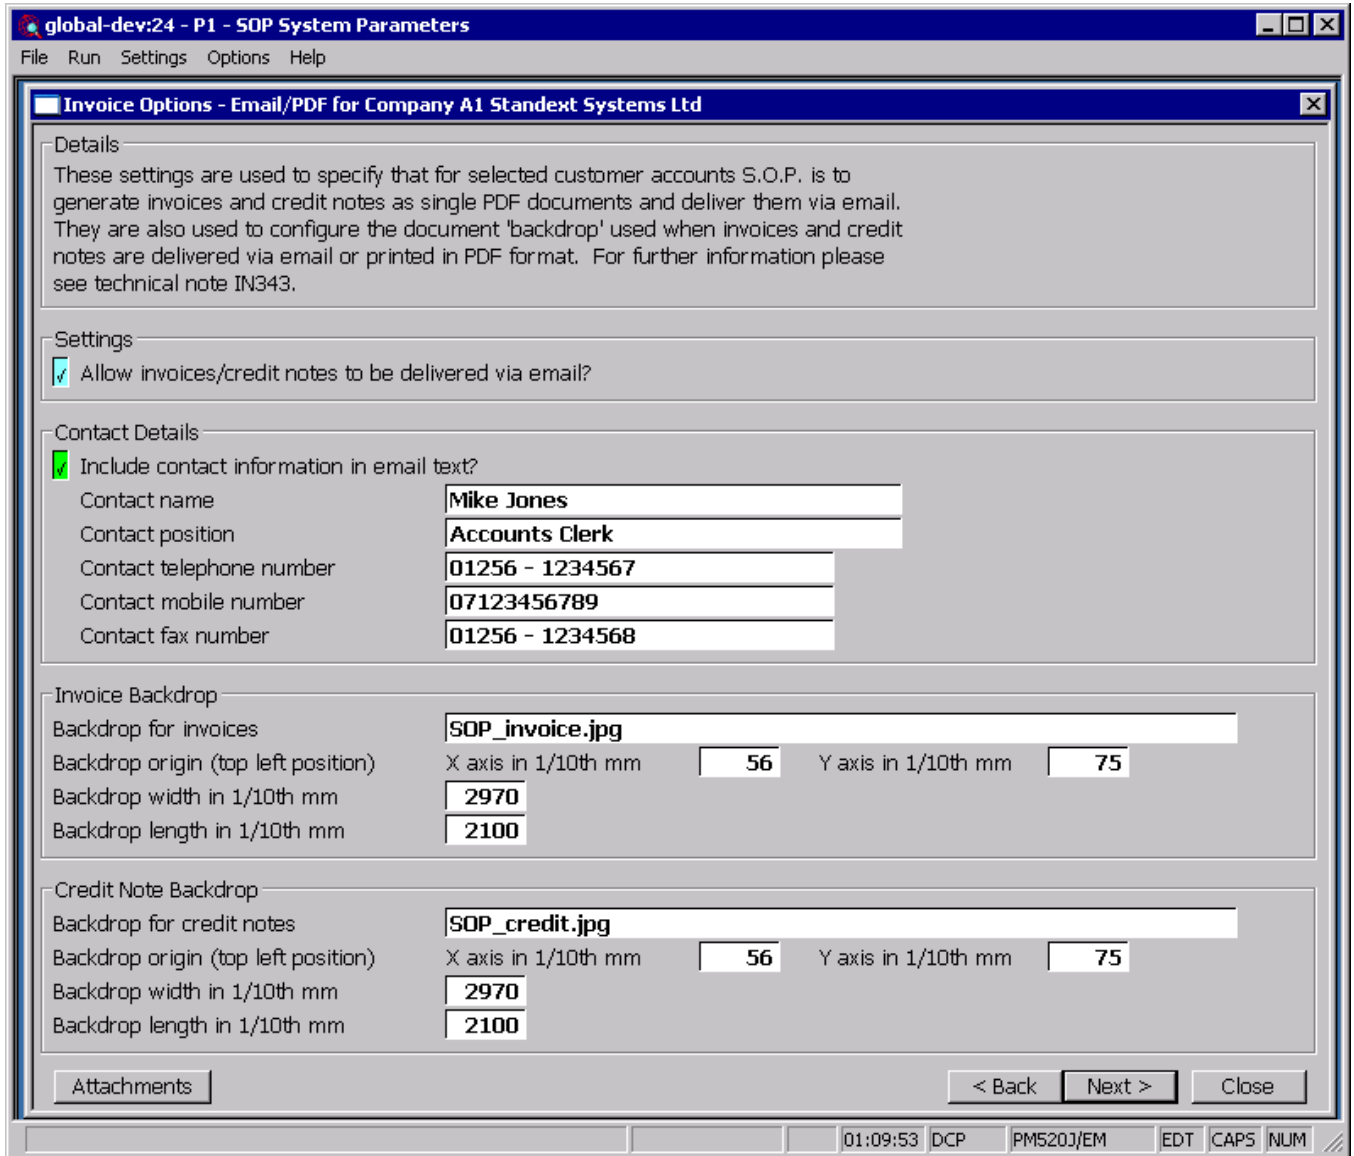 global-dev:24 - P1 - SOP System Parameters
File Run Settings Options Help
Invoice Options - Email/PDF for Company A1 Standext Systems Ltd
Details
These settings are used to specify that for selected customer accounts S.O.P. is to
generate invoices and credit notes as single PDF documents and deliver them via email.
They are also used to configure the document 'backdrop' used when invoices and credit
notes are delivered via email or printed in PDF format. For further information please
see technical note IN343.
Settings
Allow invoices/credit notes to be delivered via email?
Contact Details
Include contact information in email text?
Contact name Mike Jones
Contact position Accounts Clerk
Contact telephone number 01256 - 1234567
Contact mobile number 07123456789
Contact fax number 01256 - 1234568
Invoice Backdrop
Backdrop for invoices SOP_invoice.jpg
Backdrop origin (top left position) X axis in 1/10th mm 56 Y axis in 1/10th mm 75
Backdrop width in 1/10th mm 2970
Backdrop length in 1/10th mm 2100
Credit Note Backdrop
Backdrop for credit notes SOP_credit.jpg
Backdrop origin (top left position) X axis in 1/10th mm 56 Y axis in 1/10th mm 75
Backdrop width in 1/10th mm 2970
Backdrop length in 1/10th mm 2100
Attachments < Back Next > Close
01:09:53 DCP PM520J/EM EDT CAPS NUM